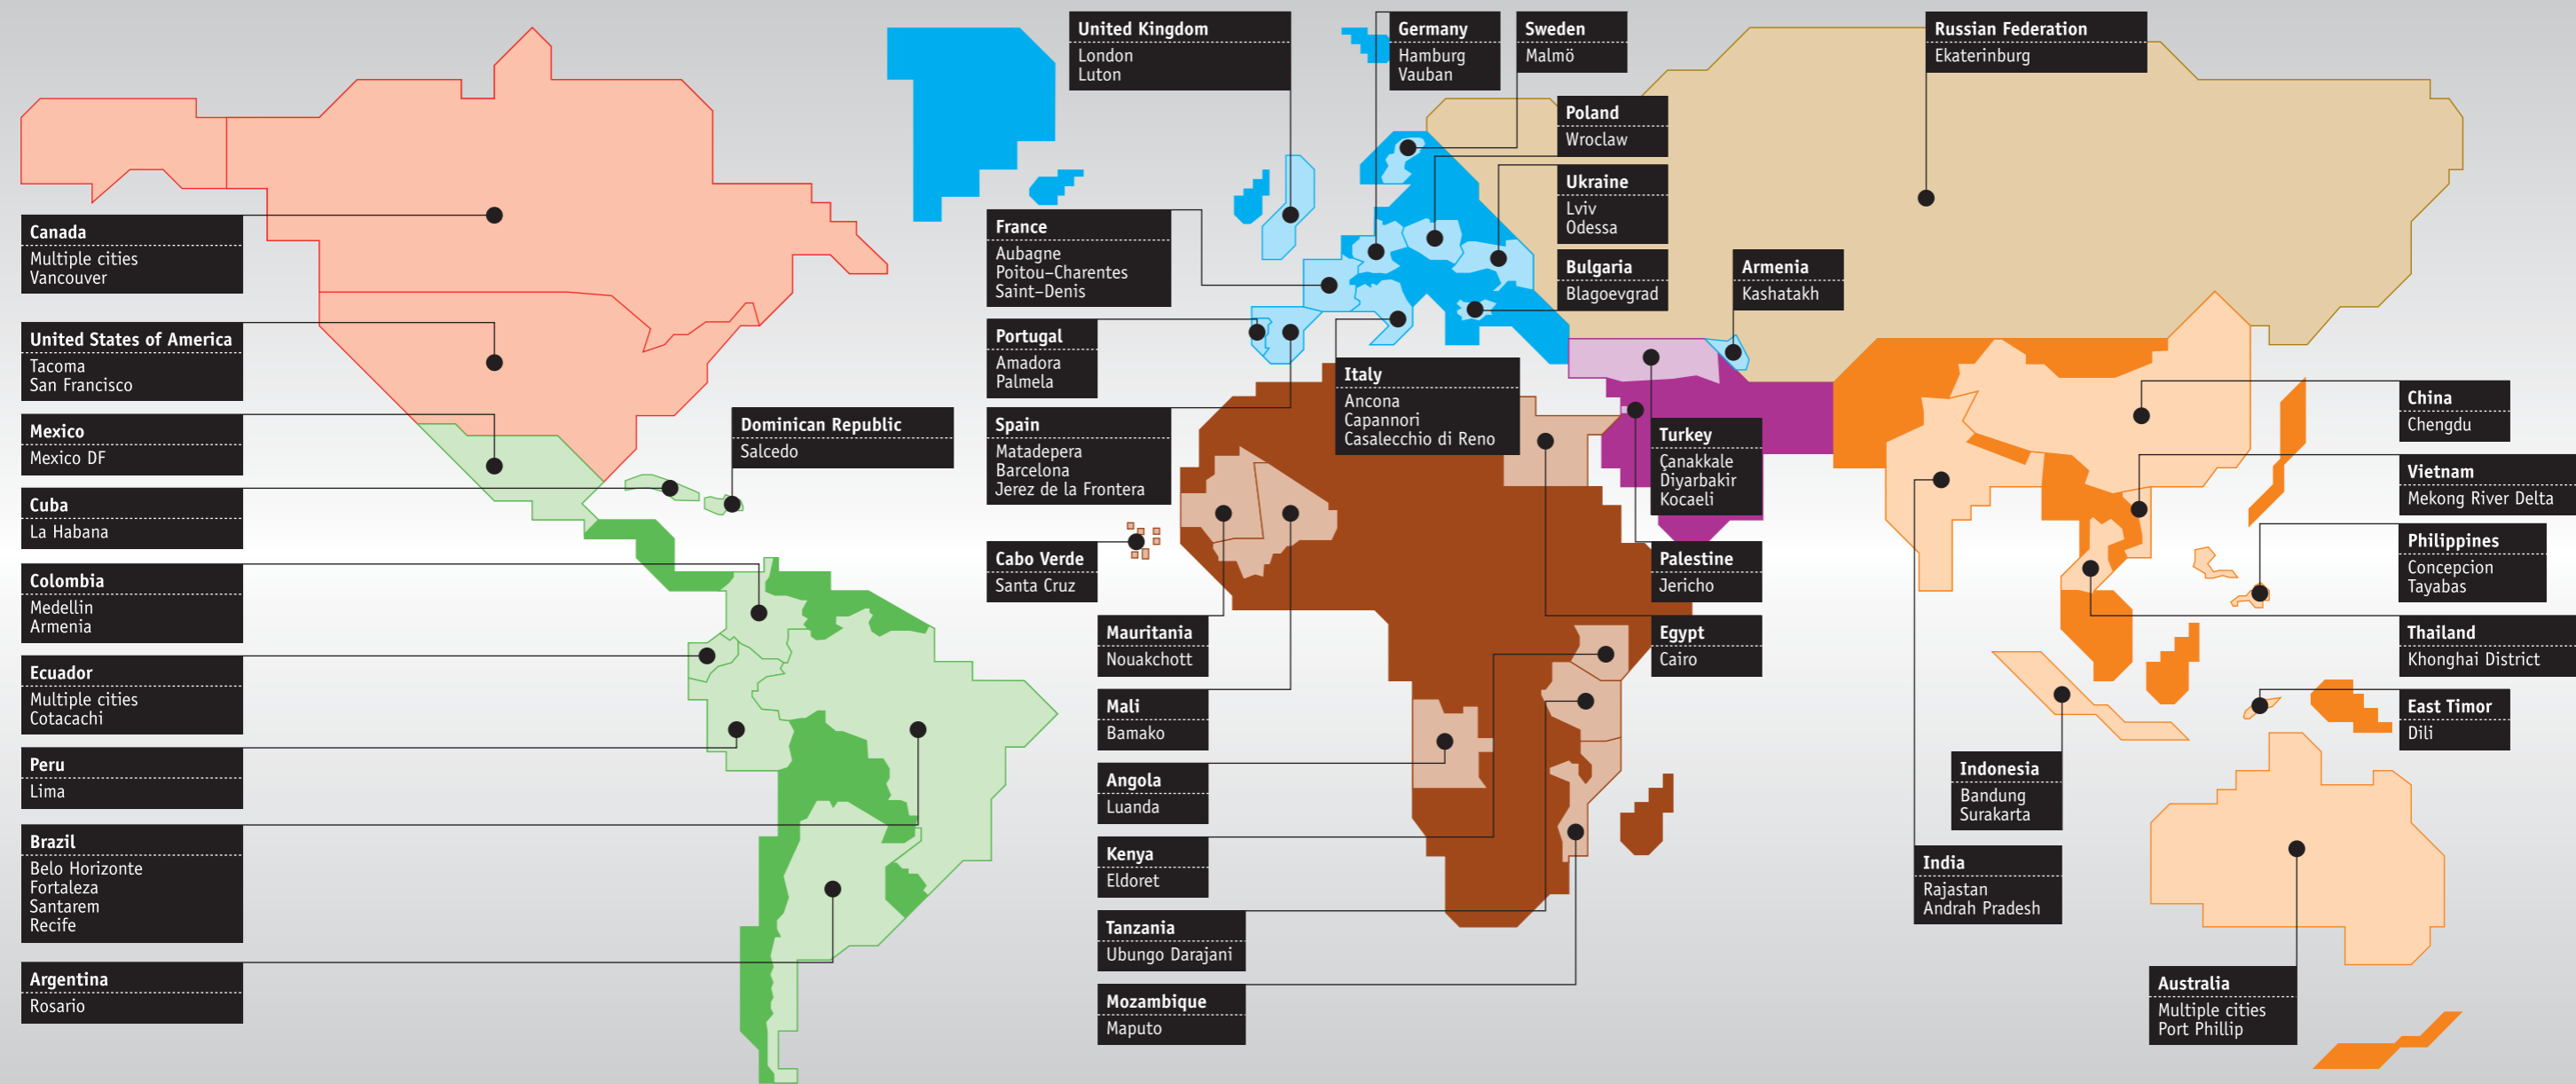 Canada
Multiple cities
Vancouver
United States of America
Tacoma
San Francisco
Mexico
Mexico DF
Cuba
La Habana
Colombia
Medellin
Armenia
Ecuador
Multiple cities
Cotacachi
Peru
Lima
Brazil
Belo Horizonte
Fortaleza
Santarem
Recife
Argentina
Rosario
Dominican Republic
Salcedo
United Kingdom
London
Luton
France
Aubagne
Poitou–Charentes
Saint–Denis
Portugal
Amadora
Palmela
Spain
Matadepera
Barcelona
Jerez de la Frontera
Cabo Verde
Santa Cruz
Mauritania
Nouakchott
Mali
Bamako
Angola
Luanda
Kenya
Eldoret
Tanzania
Ubungo Darajani
Mozambique
Maputo
Germany
Hamburg
Vauban
Sweden
Malmö
Poland
Wroclaw
Ukraine
Lviv
Odessa
Bulgaria
Blagoevgrad
Armenia
Kashatakh
Italy
Ancona
Capannori
Casalecchio di Reno
Turkey
Çanakkale
Diyarbakir
Kocaeli
Palestine
Jericho
Egypt
Cairo
Russian Federation
Ekaterinburg
China
Chengdu
Vietnam
Mekong River Delta
Philippines
Concepcion
Tayabas
Thailand
Khonghai District
East Timor
Dili
Indonesia
Bandung
Surakarta
India
Rajastan
Andrah Pradesh
Australia
Multiple cities
Port Phillip